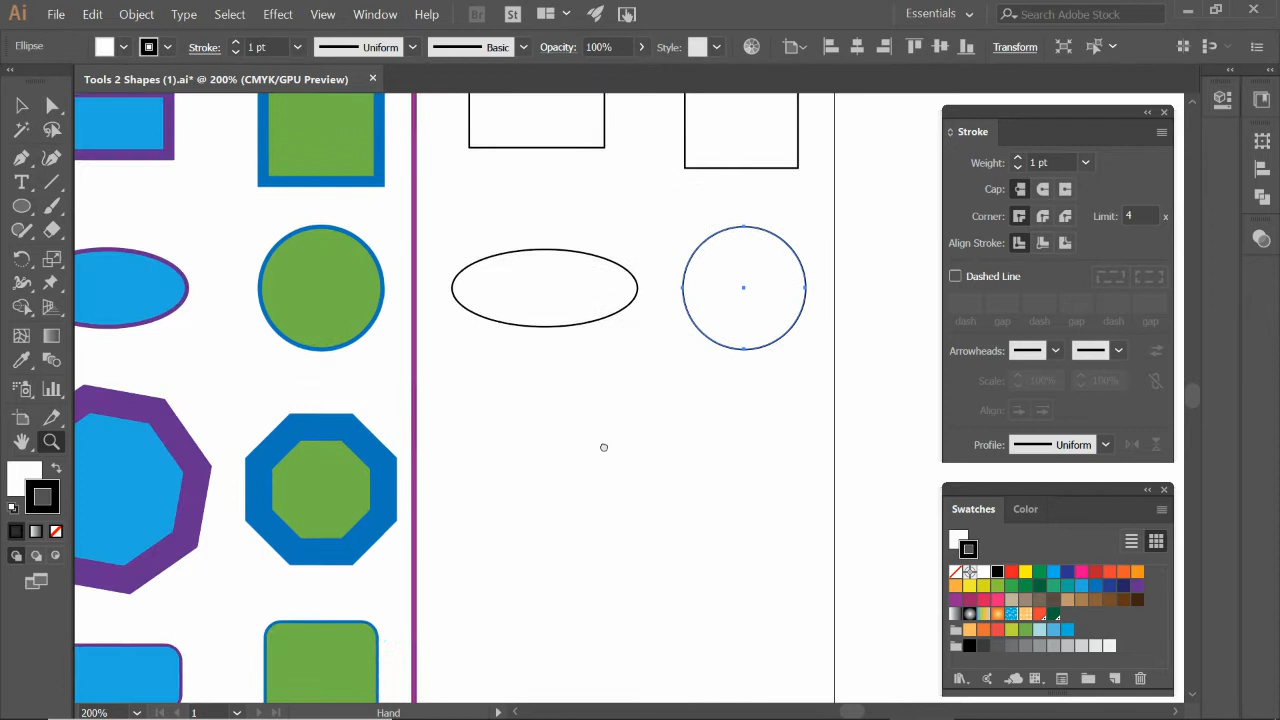 Ai File Edit Object Type Select Effect View Window Help Br St Essentials Search Adobe Stock
Ellipse Stroke: 1 pt Uniform Basic Opacity: 100% Style: Transform
Tools 2 Shapes (1).ai* @ 200% (CMYK/GPU Preview)
Stroke
Weight: 1 pt
Cap:
Corner: Limit: 4 x
Align Stroke:
Dashed Line
dash gap dash gap dash gap
Arrowheads:
Scale: 100% 100%
Align:
Profile: Uniform
Swatches Color
200% 1 Hand